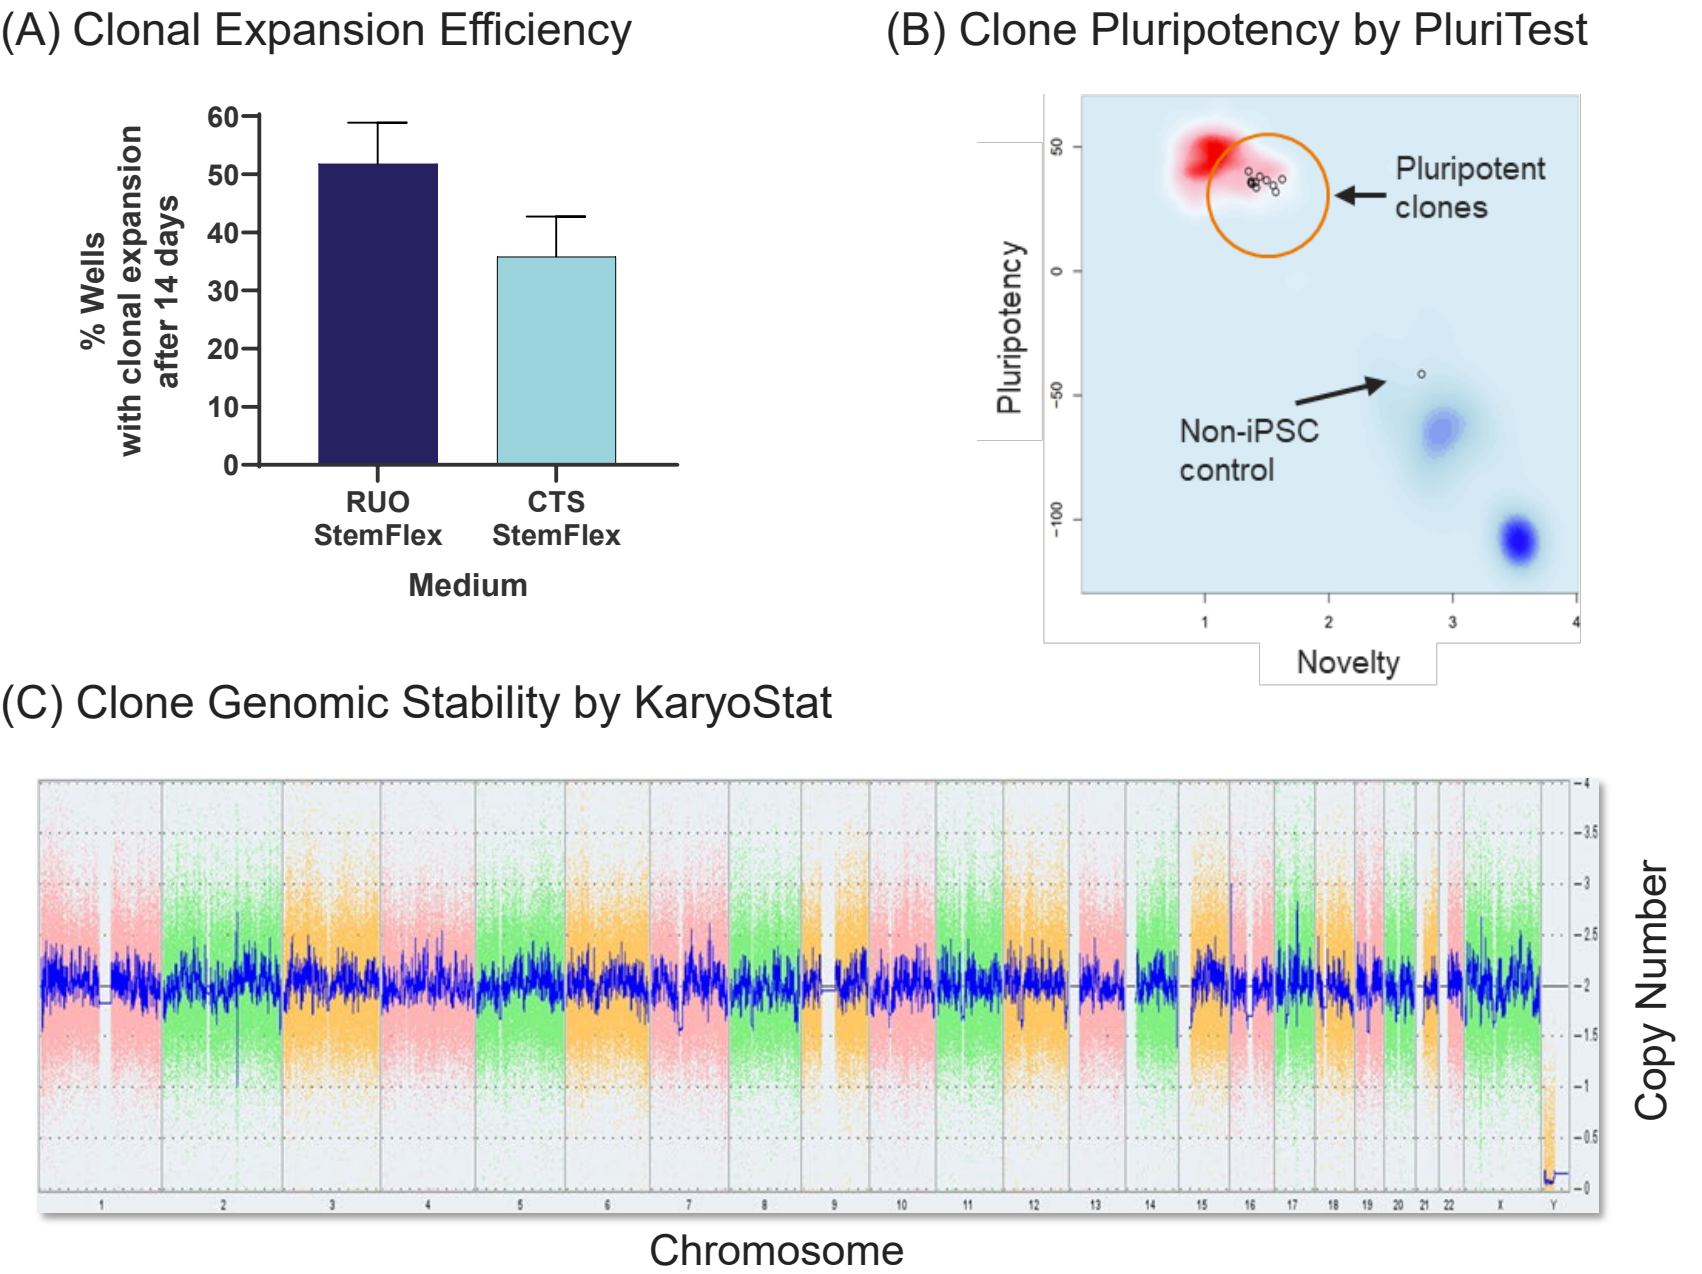 (A) Clonal Expansion Efficiency
% Wells
with clonal expansion
after 14 days
60
50
40
30
20
10
0
RUO
StemFlex
CTS
StemFlex
Medium
(B) Clone Pluripotency by PluriTest
Pluripotency
50
0
−50
−100
Pluripotent
clones
Non-iPSC
control
1
2
3
4
Novelty
(C) Clone Genomic Stability by KaryoStat
4
3.5
3
2.5
2
1.5
1
0.5
0
Copy Number
1 2 3 4 5 6 7 8 9 10 11 12 13 14 15 16 17 18 19 20 21 22 X Y
Chromosome